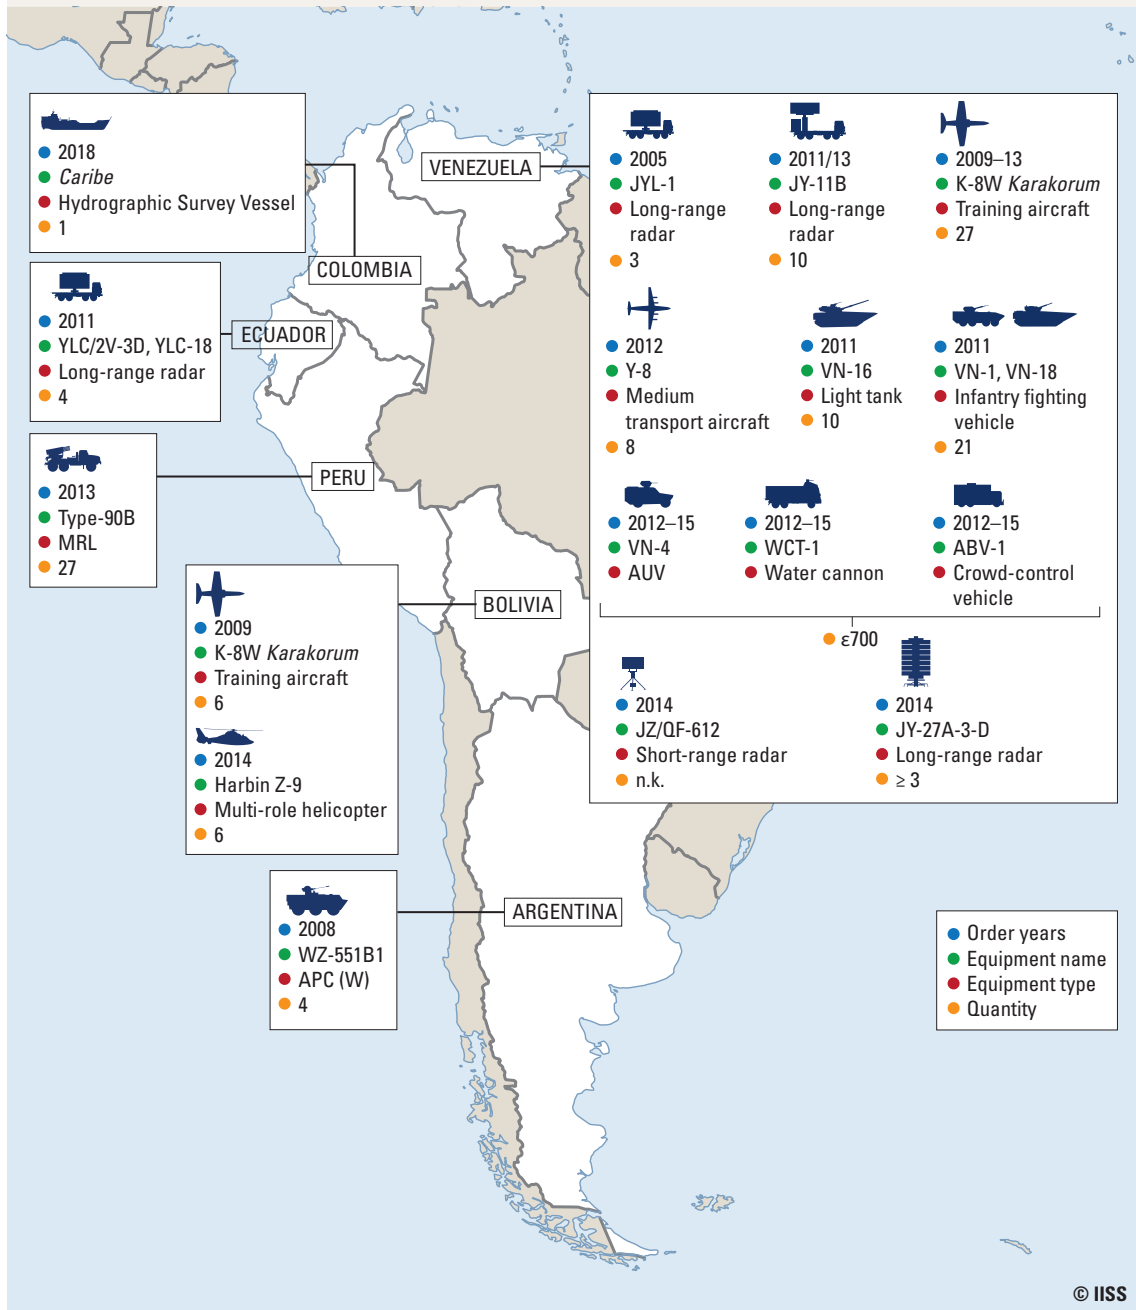 2018
Caribe
Hydrographic Survey Vessel
1
COLOMBIA
2011
YLC/2V-3D, YLC-18
Long-range radar
4
ECUADOR
2013
Type-90B
MRL
27
PERU
2009
K-8W Karakorum
Training aircraft
6
2014
Harbin Z-9
Multi-role helicopter
6
BOLIVIA
2008
WZ-551B1
APC (W)
4
ARGENTINA
VENEZUELA
2005
JYL-1
Long-range
radar
3
2011/13
JY-11B
Long-range
radar
10
2009–13
K-8W Karakorum
Training aircraft
27
2012
Y-8
Medium
transport aircraft
8
2011
VN-16
Light tank
10
2011
VN-1, VN-18
Infantry fighting
vehicle
21
2012–15
VN-4
AUV
2012–15
WCT-1
Water cannon
2012–15
ABV-1
Crowd-control
vehicle
ε700
2014
JZ/QF-612
Short-range radar
n.k.
2014
JY-27A-3-D
Long-range radar
≥ 3
Order years
Equipment name
Equipment type
Quantity
© IISS